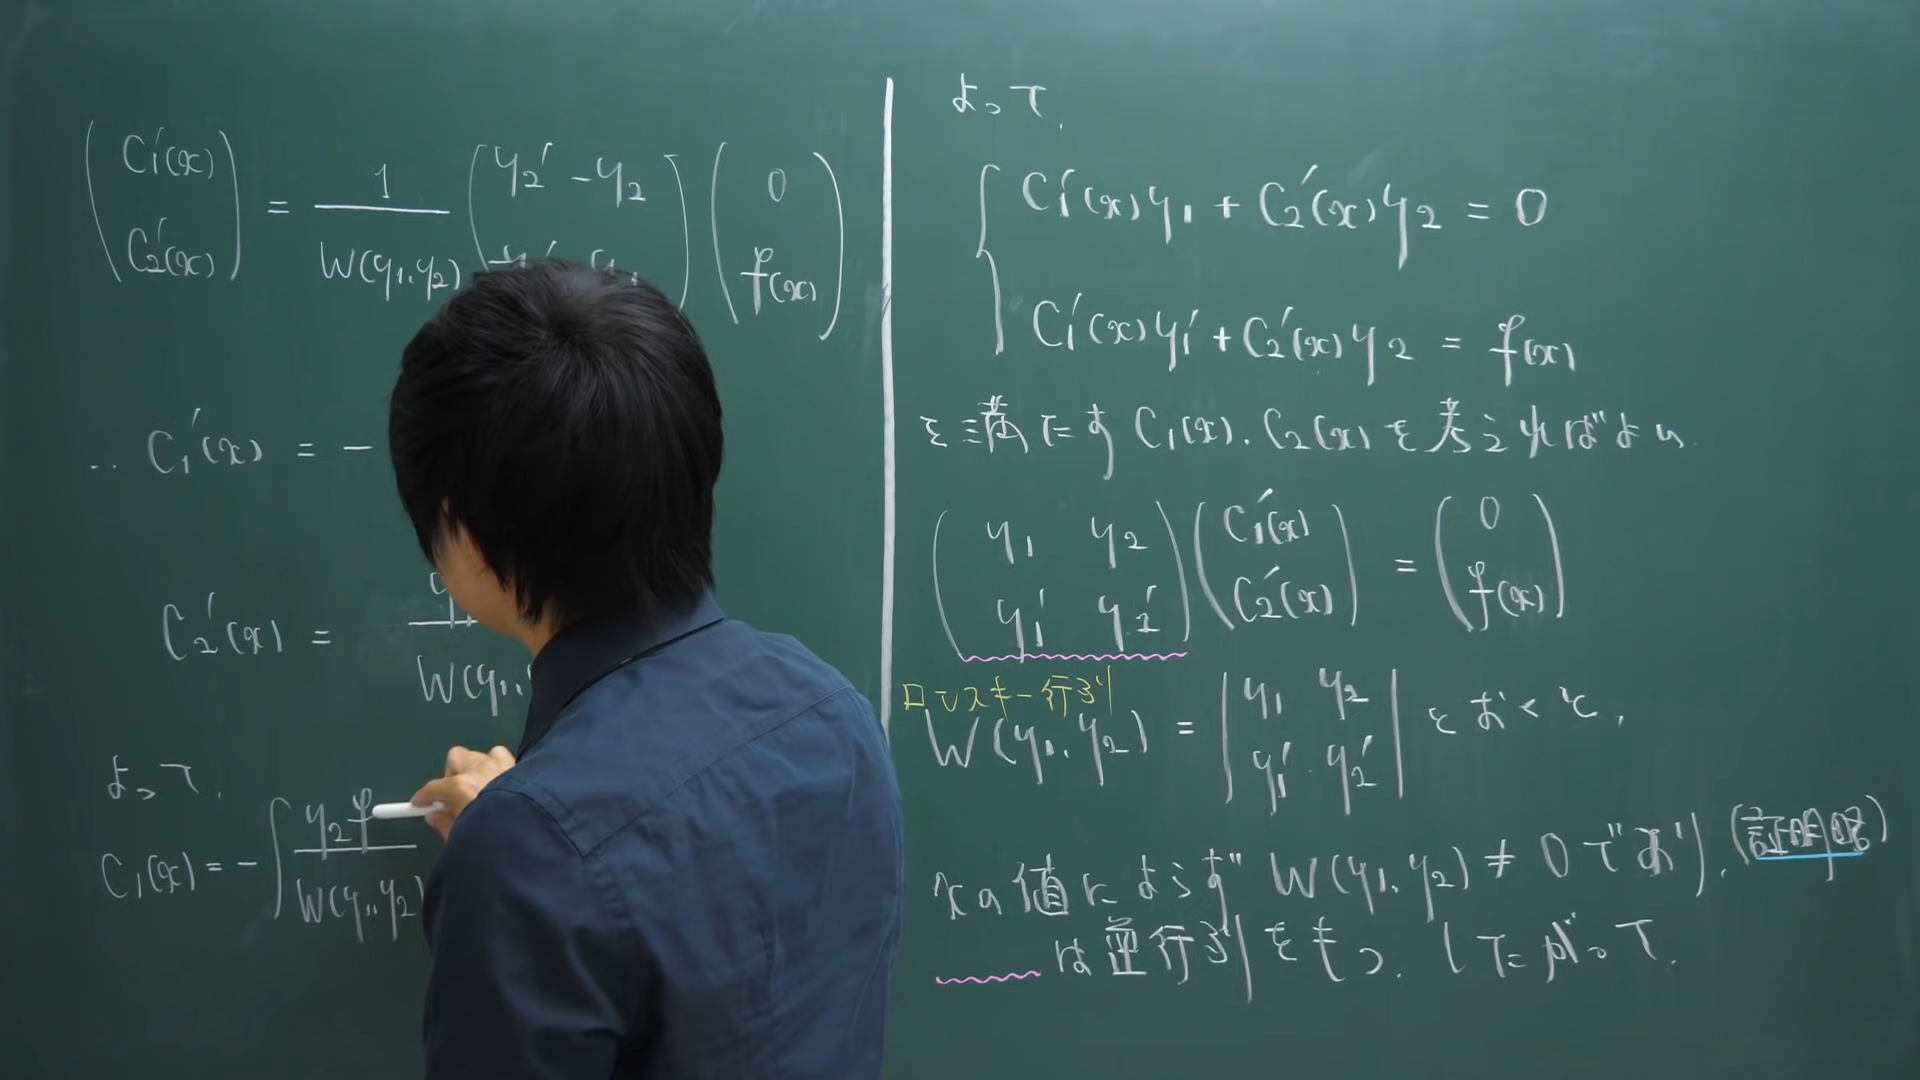 (C₁'(x) C₂'(x)) = 1/W(y₁, y₂) (y₂' -y₂ y₁) (0 f(x))
∴ C₁'(x) = -
C₂'(x) = W(y₁,
よって,
C₁(x) = -∫ y₂ f / W(y₁, y₂)
よって,
{ C₁'(x)y₁ + C₂'(x)y₂ = 0
C₁'(x)y₁' + C₂'(x)y₂ = f(x)
を満たす C₁(x), C₂(x) を考えればよい.
(y₁ y₂ y₁' y₂') (C₁'(x) C₂'(x)) = (0 f(x))
ロンスキー行列
W(y₁, y₂) = |y₁ y₂ y₁' y₂'| とおくと,
xの値によらず W(y₁, y₂) ≠ 0 であり, (証明略)
は逆行列をもつ. したがって,